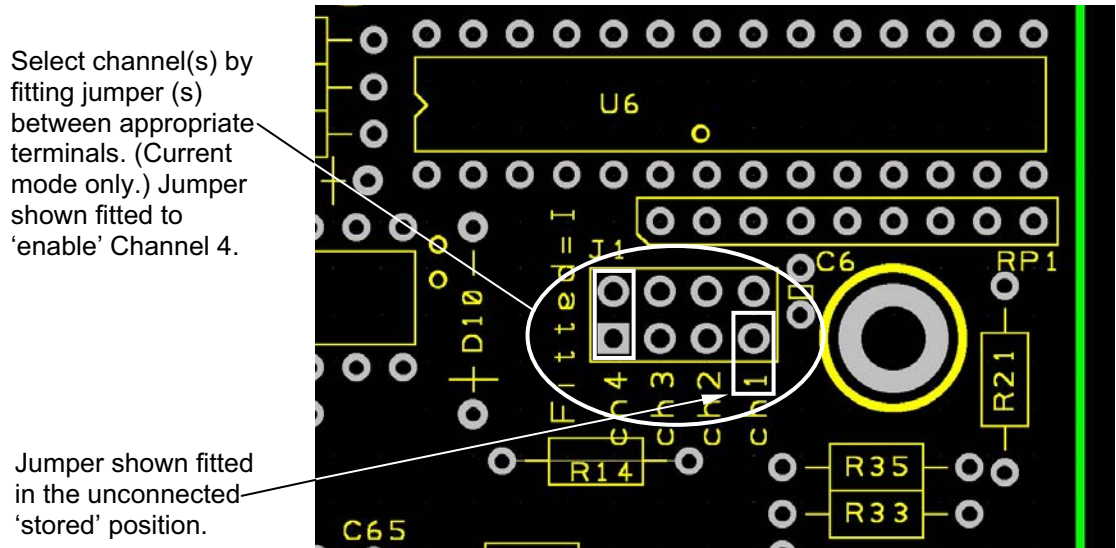 Select channel(s) by
fitting jumper (s)
between appropriate
terminals. (Current
mode only.) Jumper
shown fitted to
‘enable’ Channel 4.
Jumper shown fitted
in the unconnected
‘stored’ position.
U6
J1
Fitted=I
C6
RP1
D10
ch4
ch3
ch2
ch1
R21
R14
R35
R33
C65